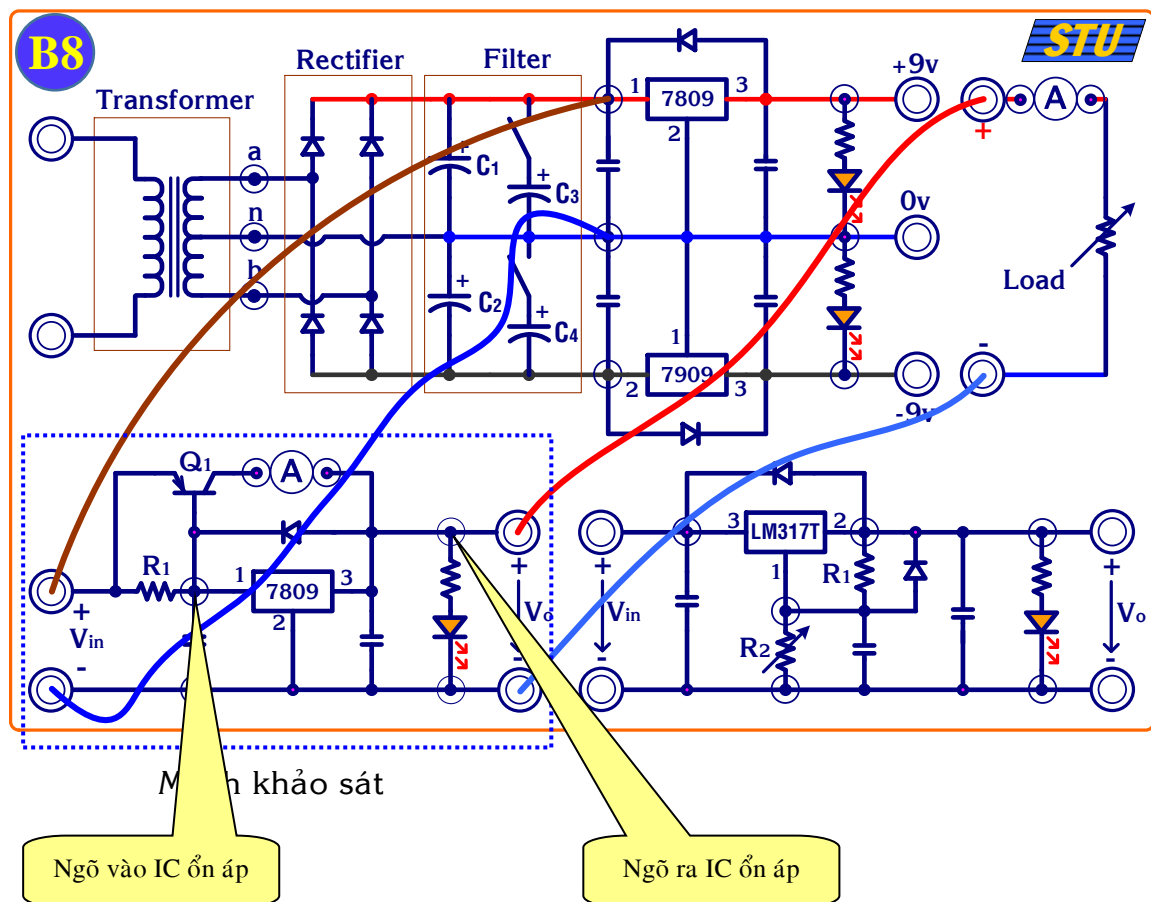 B8
STU
Transformer
Rectifier
Filter
1 7809 3
2
+9v
A
+
a
n
b
+
C1
+
C3
0v
Load
+
C2
+
C4
1
2 7909 3
-9v
-
Q1
A
R1
1 7809 3
2
+
Vin
-
+
Vo
-
+
Vin
-
3 LM317T 2
1
R1
R2
+
Vo
-
khảo sát
Ngõ vào IC ổn áp
Ngõ ra IC ổn áp